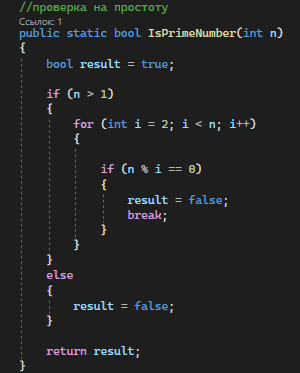 //проверка на простоту
Ссылок: 1
public static bool IsPrimeNumber(int n)
{
bool result = true;
if (n > 1)
{
for (int i = 2; i < n; i++)
{
if (n % i == 0)
{
result = false;
break;
}
}
}
else
{
result = false;
}
return result;
}